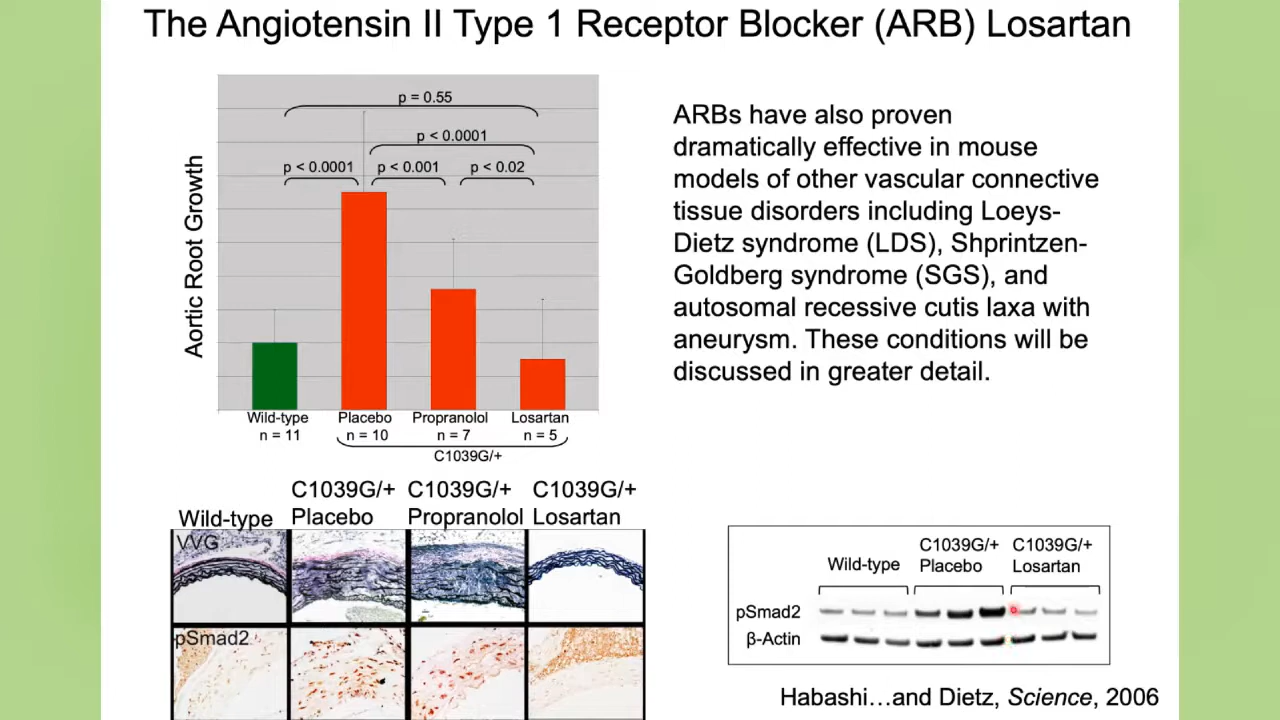 The Angiotensin II Type 1 Receptor Blocker (ARB) Losartan
Aortic Root Growth
p = 0.55
p < 0.0001
p < 0.0001
p < 0.001
p < 0.02
Wild-type
Placebo
Propranolol
Losartan
n = 11
n = 10
n = 7
n = 5
C1039G/+
ARBs have also proven
dramatically effective in mouse
models of other vascular connective
tissue disorders including Loeys-
Dietz syndrome (LDS), Shprintzen-
Goldberg syndrome (SGS), and
autosomal recessive cutis laxa with
aneurysm. These conditions will be
discussed in greater detail.
Wild-type
C1039G/+
Placebo
C1039G/+
Propranolol
C1039G/+
Losartan
VVG
pSmad2
Wild-type
C1039G/+
Placebo
C1039G/+
Losartan
pSmad2
β-Actin
Habashi…and Dietz, Science, 2006